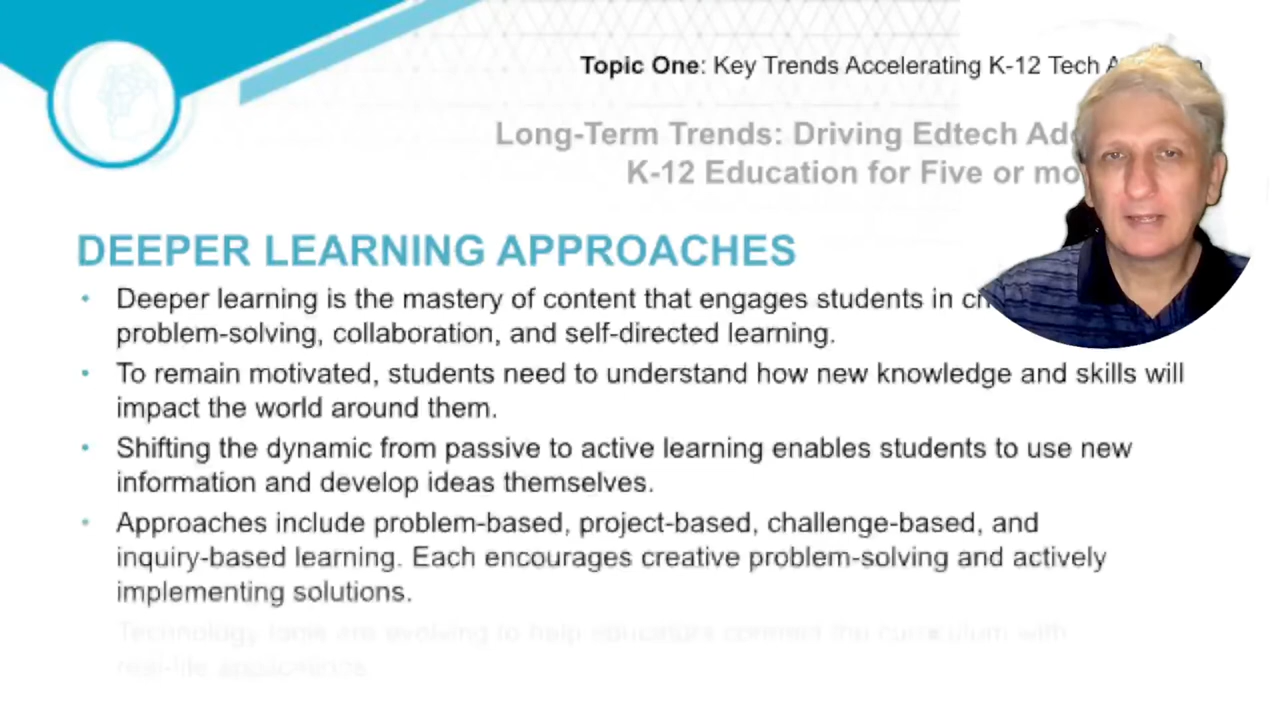 Topic One: Key Trends Accelerating K-12 Tech
Long-Term Trends: Driving Edtech
K-12 Education for Five or
DEEPER LEARNING APPROACHES
• Deeper learning is the mastery of content that engages students in
problem-solving, collaboration, and self-directed learning.
• To remain motivated, students need to understand how new knowledge and skills will
impact the world around them.
• Shifting the dynamic from passive to active learning enables students to use new
information and develop ideas themselves.
• Approaches include problem-based, project-based, challenge-based, and
inquiry-based learning. Each encourages creative problem-solving and actively
implementing solutions.
Technology are evolving to help educators connect the curriculum with
real-life applications.